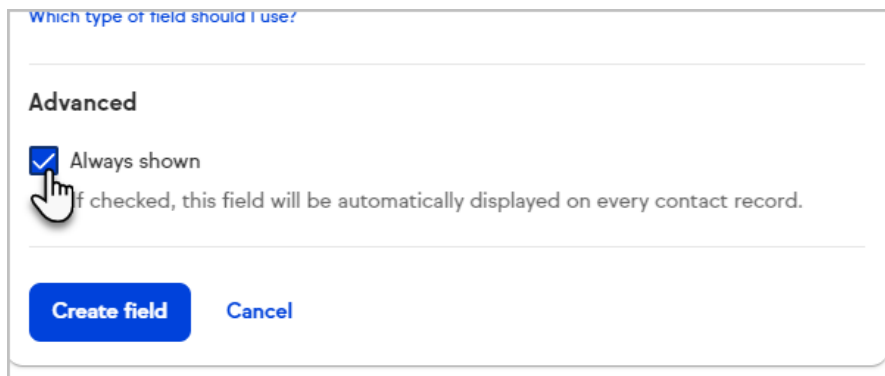 Which type of field should I use?
Advanced
Always shown
If checked, this field will be automatically displayed on every contact record.
Create field
Cancel